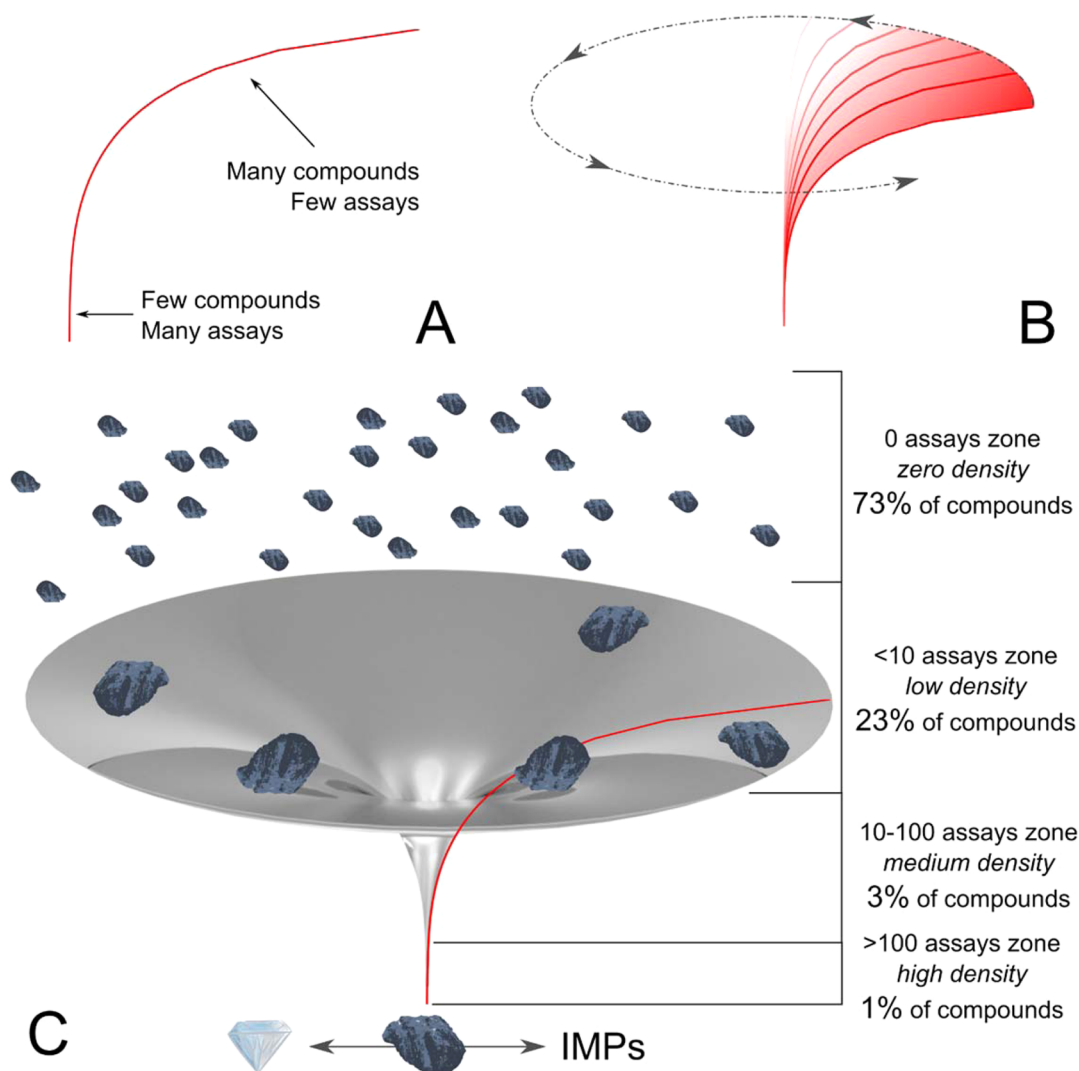 Many compounds
Few assays
Few compounds
Many assays
A
B
0 assays zone
zero density
73% of compounds
<10 assays zone
low density
23% of compounds
10-100 assays zone
medium density
3% of compounds
>100 assays zone
high density
1% of compounds
C
IMPs